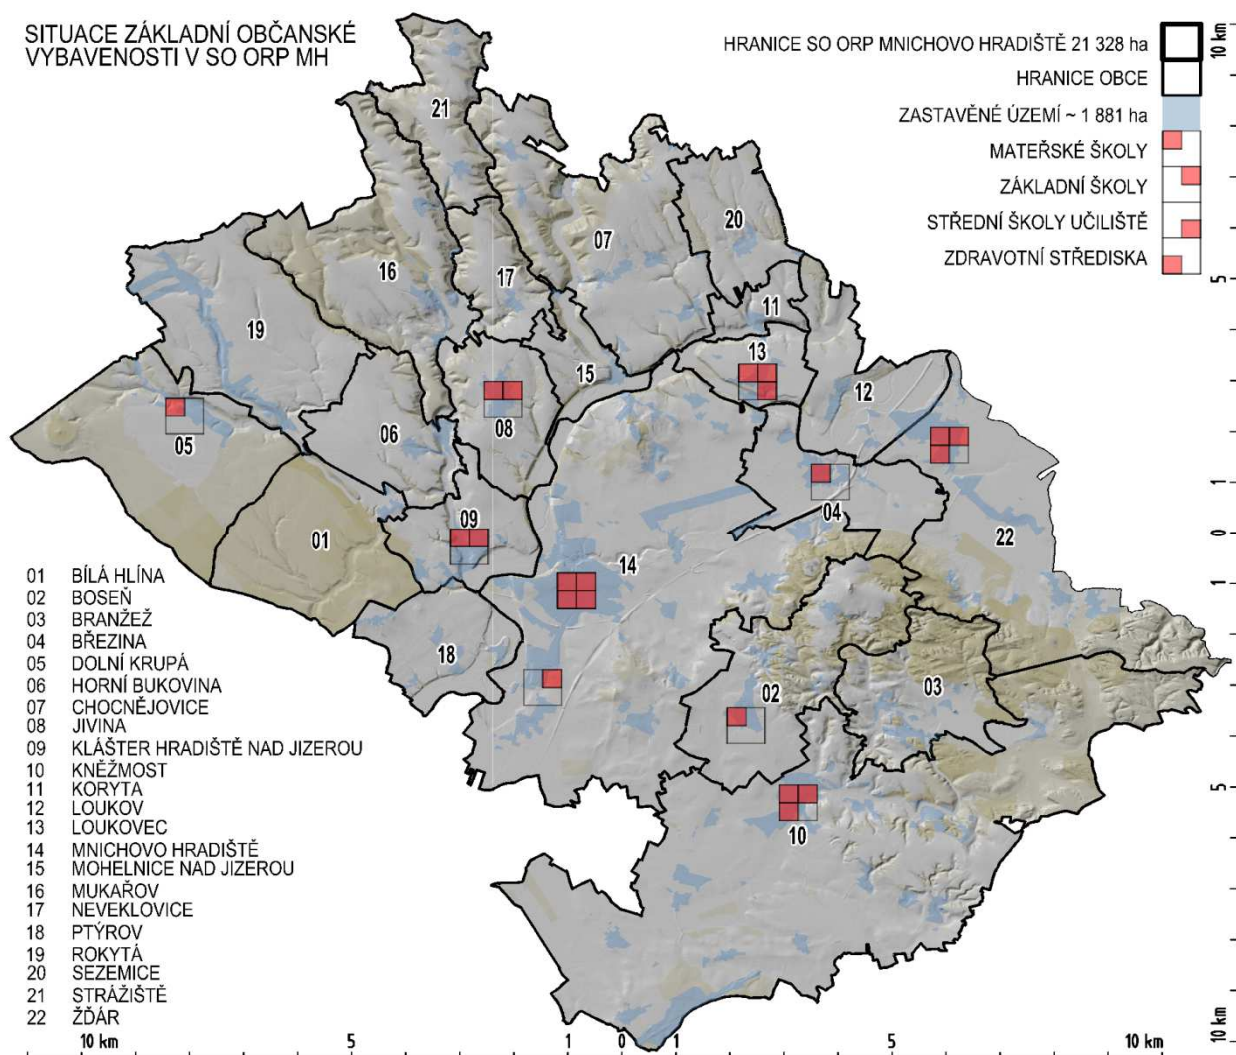 SITUACE ZÁKLADNÍ OBČANSKÉ
VYBAVENOSTI V SO ORP MH
HRANICE SO ORP MNICHOVO HRADIŠTĚ 21 328 ha
HRANICE OBCE
ZASTAVĚNÉ ÚZEMÍ ~ 1 881 ha
MATEŘSKÉ ŠKOLY
ZÁKLADNÍ ŠKOLY
STŘEDNÍ ŠKOLY UČILIŠTĚ
ZDRAVOTNÍ STŘEDISKA
10 km
5
1
0
1
5
10 km
21
20
07
16
17
11
19
13
15
12
05
06
08
09
04
22
01
14
18
02
03
10
01 BÍLÁ HLÍNA
02 BOSEŇ
03 BRANŽEŽ
04 BŘEZINA
05 DOLNÍ KRUPÁ
06 HORNÍ BUKOVINA
07 CHOCNĚJOVICE
08 JIVINA
09 KLÁŠTER HRADIŠTĚ NAD JIZEROU
10 KNĚŽMOST
11 KORYTA
12 LOUKOV
13 LOUKOVEC
14 MNICHOVO HRADIŠTĚ
15 MOHELNICE NAD JIZEROU
16 MUKAŘOV
17 NEVEKLOVICE
18 PTÝROV
19 ROKYTÁ
20 SEZEMICE
21 STRÁŽIŠTĚ
22 ŽĎÁR
10 km 5 1 0 1 5 10 km